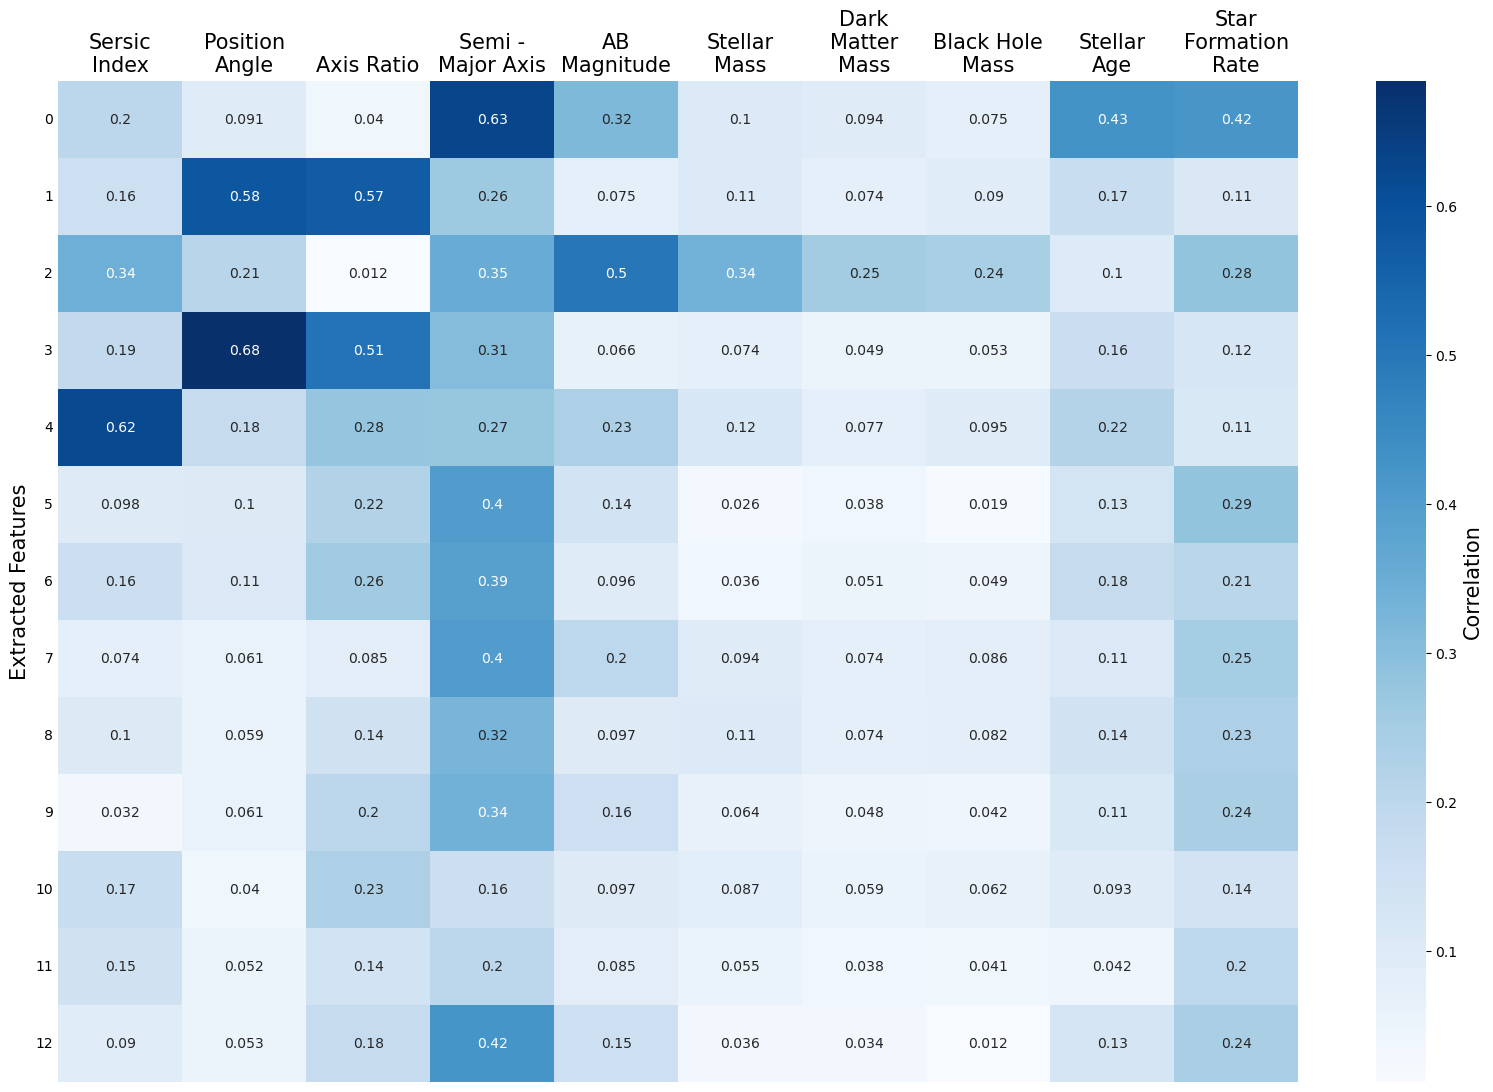 Sersic Index
Position Angle
Axis Ratio
Semi - Major Axis
AB Magnitude
Stellar Mass
Dark Matter Mass
Black Hole Mass
Stellar Age
Star Formation Rate
0 0.2 0.091 0.04 0.63 0.32 0.1 0.094 0.075 0.43 0.42
1 0.16 0.58 0.57 0.26 0.075 0.11 0.074 0.09 0.17 0.11
2 0.34 0.21 0.012 0.35 0.5 0.34 0.25 0.24 0.1 0.28
3 0.19 0.68 0.51 0.31 0.066 0.074 0.049 0.053 0.16 0.12
4 0.62 0.18 0.28 0.27 0.23 0.12 0.077 0.095 0.22 0.11
5 0.098 0.1 0.22 0.4 0.14 0.026 0.038 0.019 0.13 0.29
6 0.16 0.11 0.26 0.39 0.096 0.036 0.051 0.049 0.18 0.21
7 0.074 0.061 0.085 0.4 0.2 0.094 0.074 0.086 0.11 0.25
8 0.1 0.059 0.14 0.32 0.097 0.11 0.074 0.082 0.14 0.23
9 0.032 0.061 0.2 0.34 0.16 0.064 0.048 0.042 0.11 0.24
10 0.17 0.04 0.23 0.16 0.097 0.087 0.059 0.062 0.093 0.14
11 0.15 0.052 0.14 0.2 0.085 0.055 0.038 0.041 0.042 0.2
12 0.09 0.053 0.18 0.42 0.15 0.036 0.034 0.012 0.13 0.24
Extracted Features
0.6
0.5
0.4
0.3
0.2
0.1
Correlation